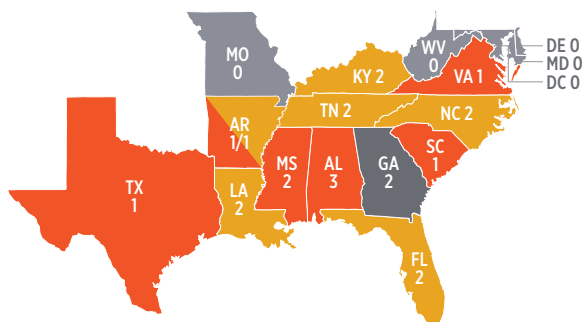 MO
0
WV
0
DE 0
MD 0
DC 0
KY 2
VA 1
TN 2
NC 2
AR
1/1
MS
2
AL
3
GA
2
SC
1
TX
1
LA
2
FL
2